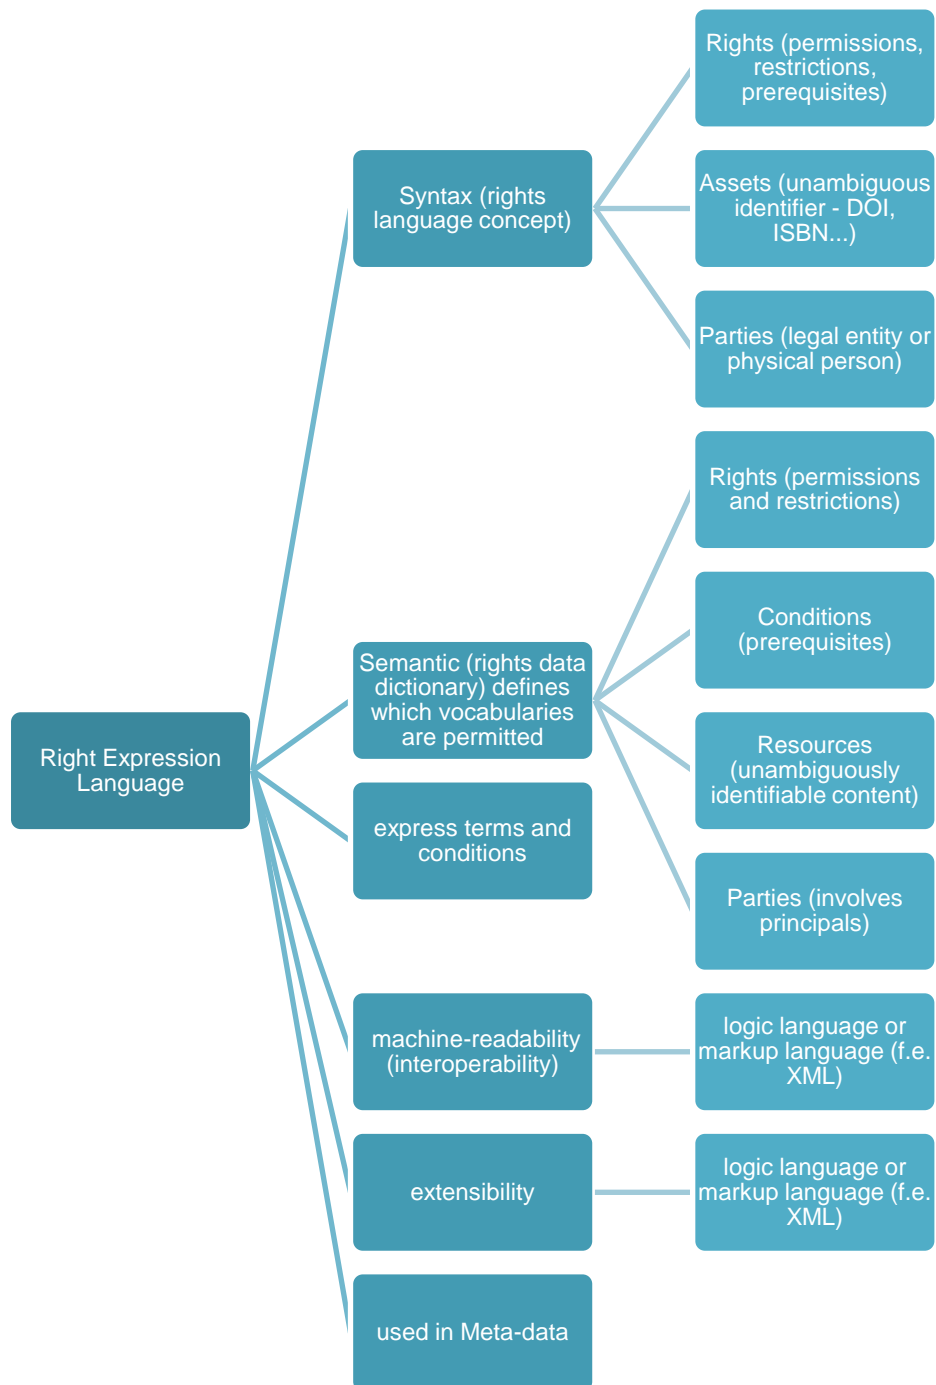 Right Expression
Language
Syntax (rights
language concept)
Rights (permissions,
restrictions,
prerequisites)
Assets (unambiguous
identifier - DOI,
ISBN...)
Parties (legal entity or
physical person)
Semantic (rights data
dictionary) defines
which vocabularies
are permitted
Rights (permissions
and restrictions)
Conditions
(prerequisites)
Resources
(unambiguously
identifiable content)
Parties (involves
principals)
express terms and
conditions
machine-readability
(interoperability)
logic language or
markup language (f.e.
XML)
extensibility
logic language or
markup language (f.e.
XML)
used in Meta-data